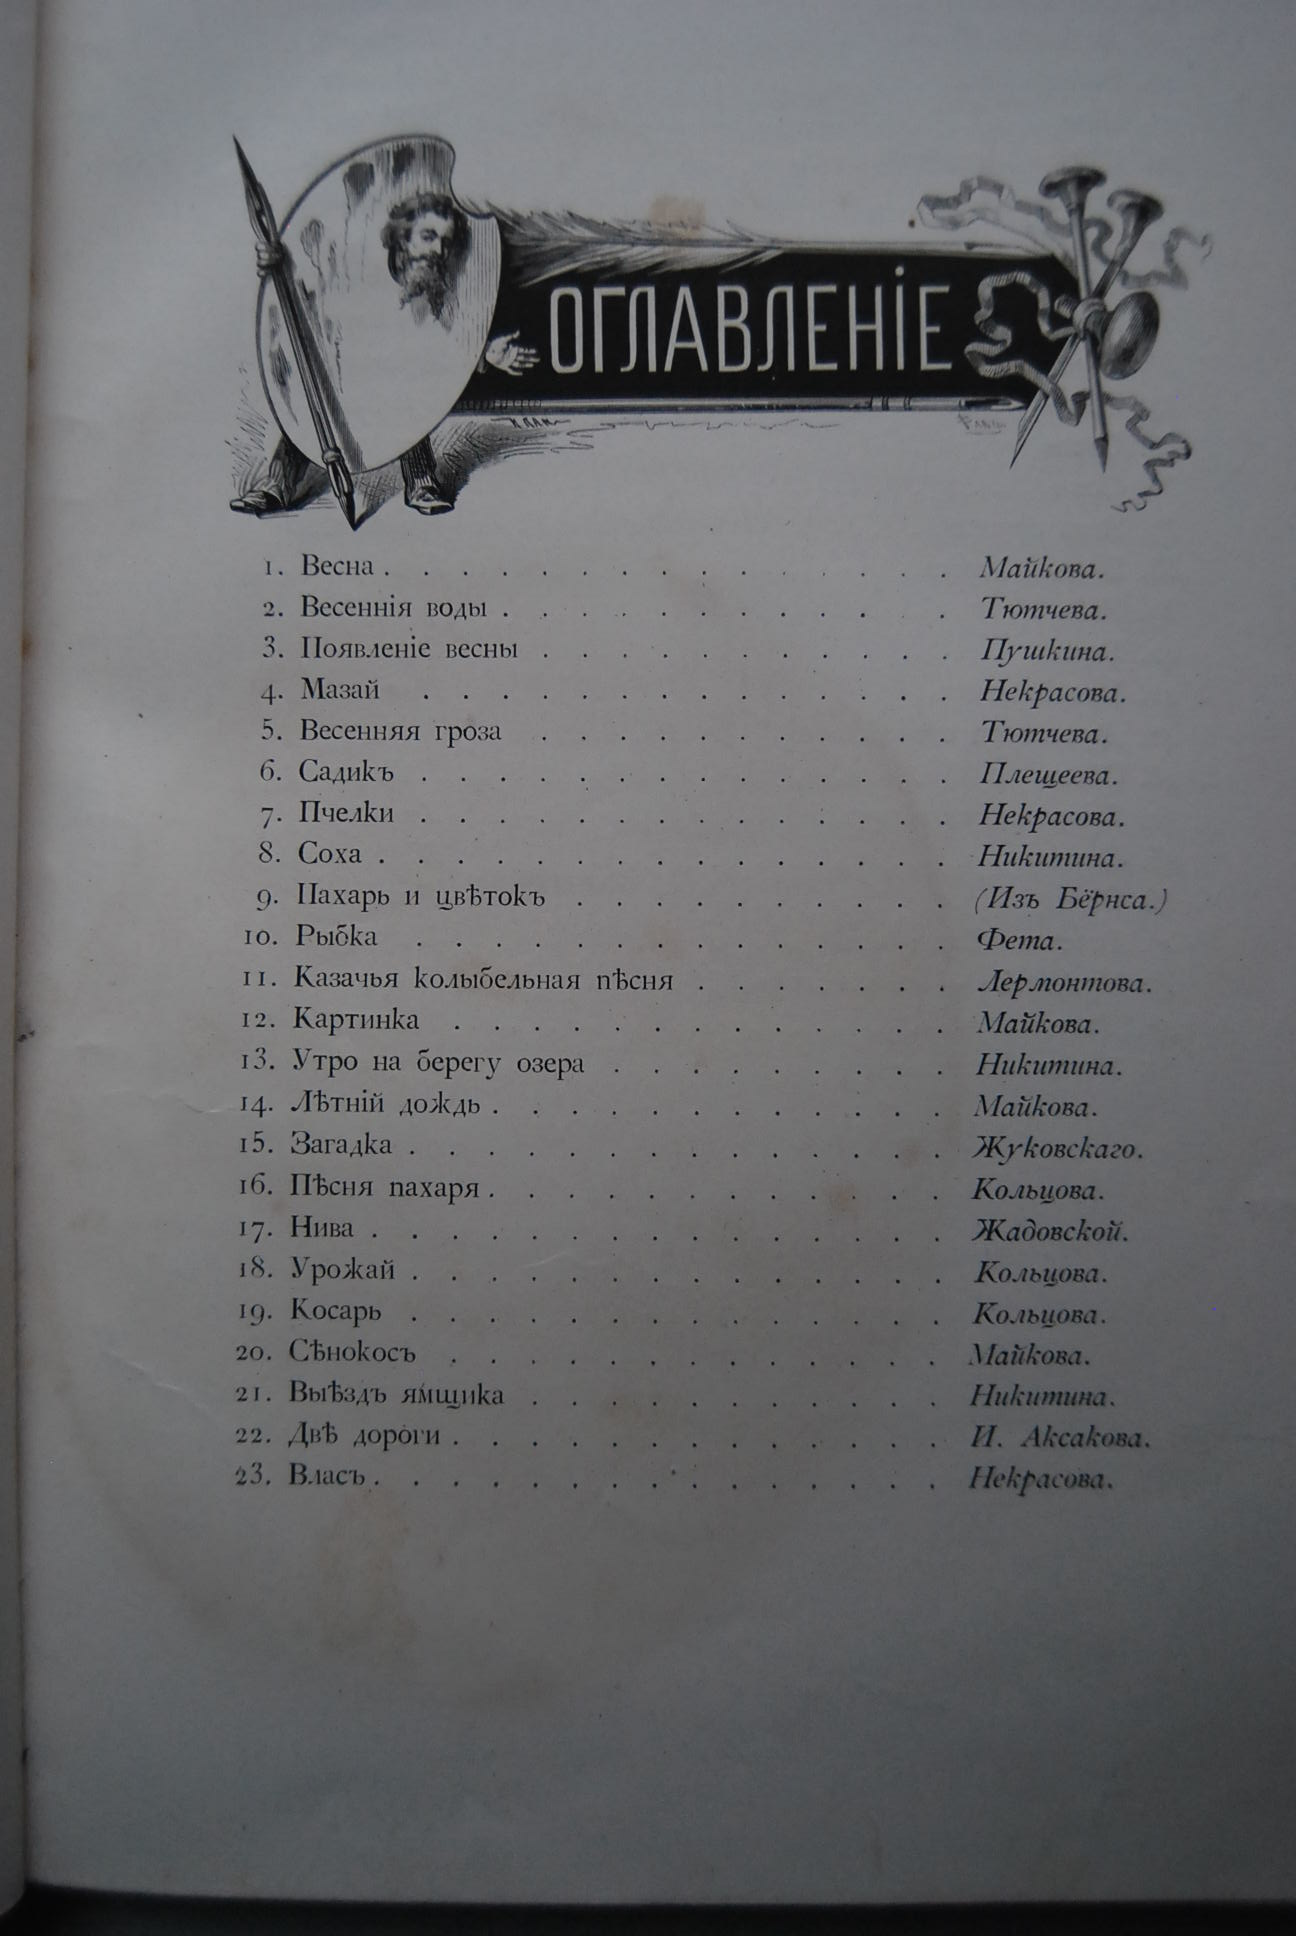 ОГЛАВЛЕНІЕ
1. Весна . . . . . . . . . . . . . . . Майкова.
2. Весеннія воды . . . . . . . . . . . . Тютчева.
3. Появленіе весны . . . . . . . . . . . Пушкина.
4. Мазай . . . . . . . . . . . . . . Некрасова.
5. Весенняя гроза . . . . . . . . . . . Тютчева.
6. Садикъ . . . . . . . . . . . . . . Плещеева.
7. Пчелки . . . . . . . . . . . . . . Некрасова.
8. Соха . . . . . . . . . . . . . . . Никитина.
9. Пахарь и цвѣтокъ . . . . . . . . . . (Изъ Бёрнса.)
10. Рыбка . . . . . . . . . . . . . . Фета.
11. Казачья колыбельная пѣсня . . . . . . . Лермонтова.
12. Картинка . . . . . . . . . . . . . Майкова.
13. Утро на берегу озера . . . . . . . . . Никитина.
14. Лѣтній дождь . . . . . . . . . . . . Майкова.
15. Загадка . . . . . . . . . . . . . . Жуковскаго.
16. Пѣсня пахаря . . . . . . . . . . . . Кольцова.
17. Нива . . . . . . . . . . . . . . . Жадовской.
18. Урожай . . . . . . . . . . . . . . Кольцова.
19. Косарь . . . . . . . . . . . . . . Кольцова.
20. Сѣнокосъ . . . . . . . . . . . . . Майкова.
21. Выѣздъ ямщика . . . . . . . . . . . Никитина.
22. Двѣ дороги . . . . . . . . . . . . . И. Аксакова.
23. Власъ . . . . . . . . . . . . . . . Некрасова.